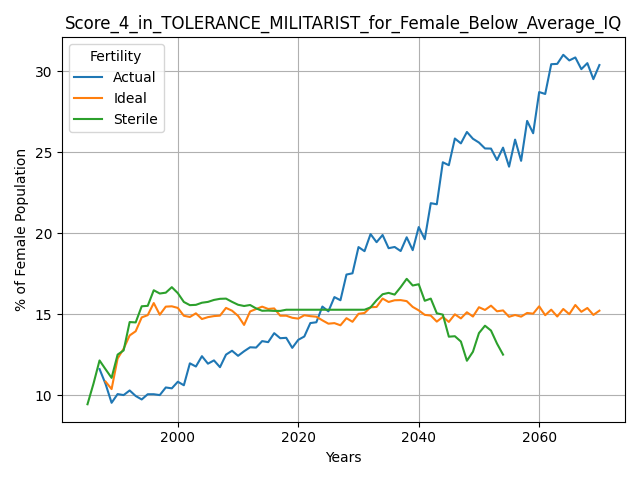 Score_4_in_TOLERANCE_MILITARIST_for_Female_Below_Average_IQ
Fertility
Actual
Ideal
Sterile
30
25
20
15
10
% of Female Population
2000
2020
2040
2060
Years